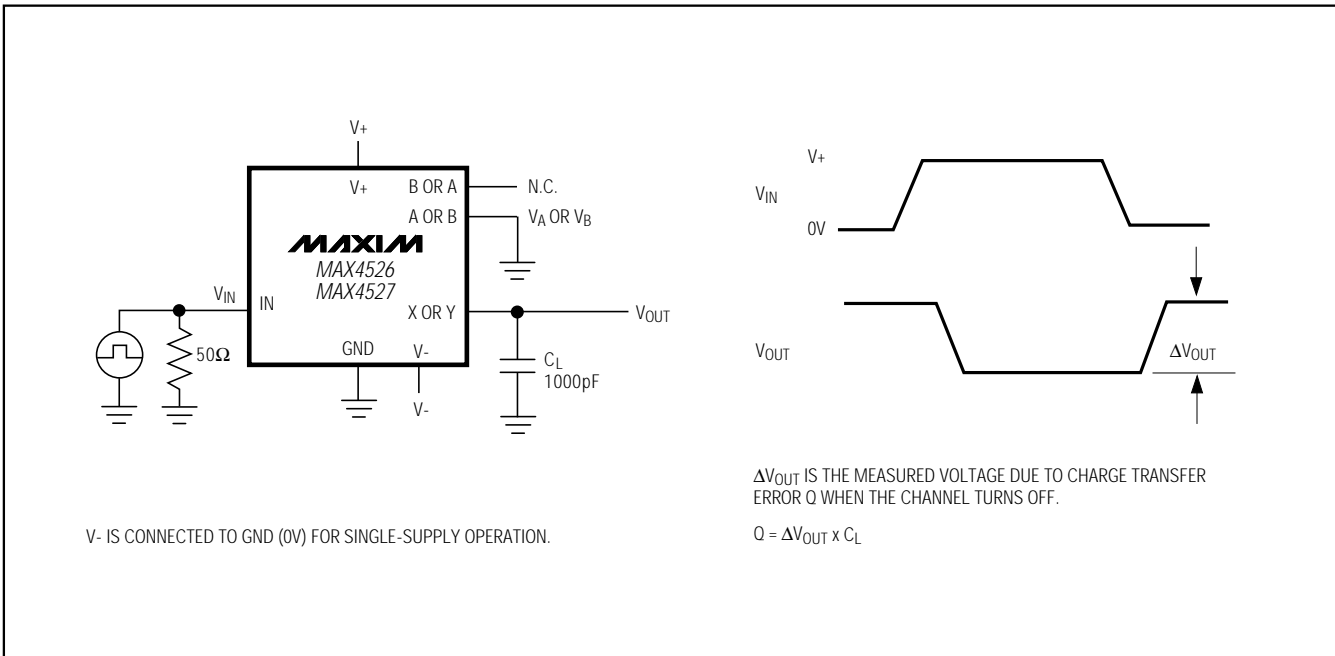 V+
V+
B OR A
N.C.
A OR B
VA OR VB
MAXIM
MAX4526
MAX4527
VIN
IN
X OR Y
VOUT
50Ω
GND
V-
CL
1000pF
V-
V- IS CONNECTED TO GND (0V) FOR SINGLE-SUPPLY OPERATION.
V+
VIN
0V
VOUT
ΔVOUT
ΔVOUT IS THE MEASURED VOLTAGE DUE TO CHARGE TRANSFER
ERROR Q WHEN THE CHANNEL TURNS OFF.
Q = ΔVOUT x CL